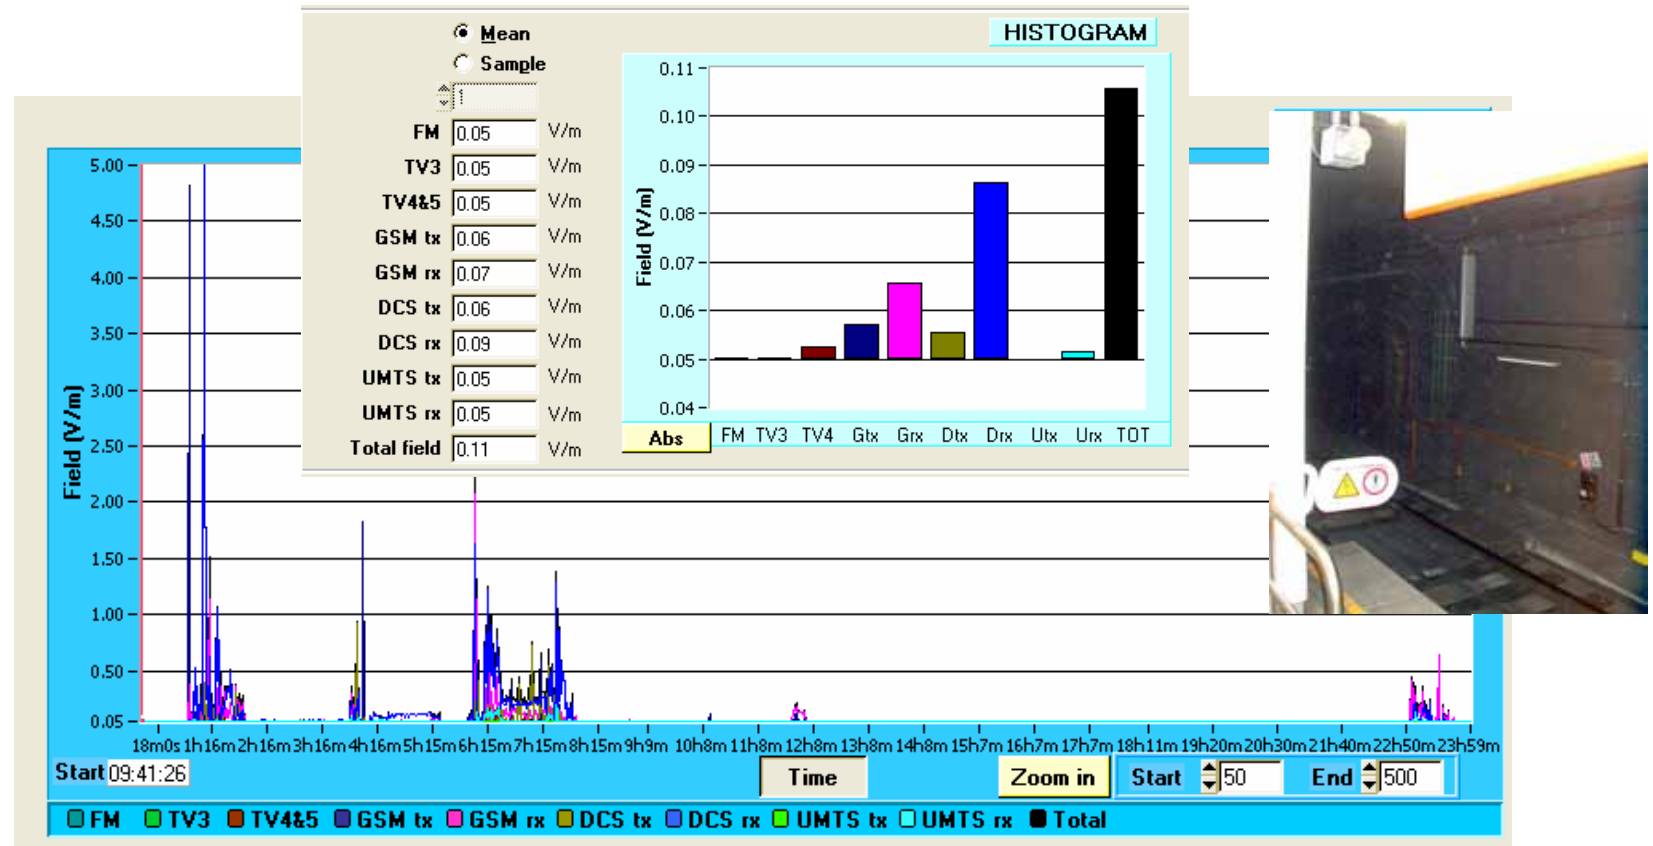 Mean
Sample
1
FM 0.05 V/m
TV3 0.05 V/m
TV4&5 0.05 V/m
GSM tx 0.06 V/m
GSM rx 0.07 V/m
DCS tx 0.06 V/m
DCS rx 0.09 V/m
UMTS tx 0.05 V/m
UMTS rx 0.05 V/m
Total field 0.11 V/m
HISTOGRAM
Field (V/m)
0.11
0.10
0.09
0.08
0.07
0.06
0.05
0.04
Abs
FM TV3 TV4 Gtx Grx Dtx Drx Utx Urx TOT
Field (V/m)
5.00
4.50
4.00
3.50
3.00
2.50
2.00
1.50
1.00
0.50
0.05
18m0s 1h16m 2h16m 3h16m 4h16m 5h15m 6h15m 7h15m 8h15m 9h9m 10h8m 11h8m 12h8m 13h8m 14h8m 15h7m 16h7m 17h7m 18h11m 19h20m 20h30m 21h40m 22h50m 23h59m
Start 09:41:26
Time
Zoom in
Start 50
End 500
FM TV3 TV4&5 GSM tx GSM rx DCS tx DCS rx UMTS tx UMTS rx Total